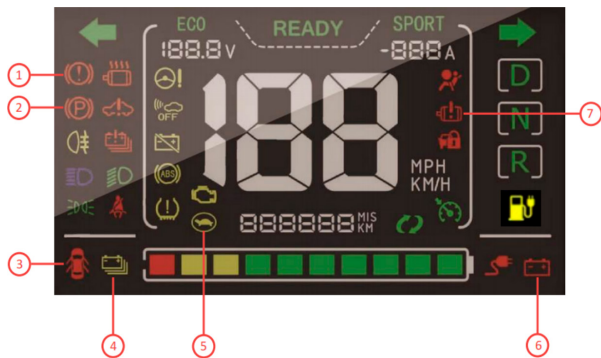 ECO READY SPORT
188.8 V -888 A
1 (!) D
2 (P) OFF 188 7
N
(ABS) MPH
KM/H R
(!) 888888 MIS
KM
3 4 5 6